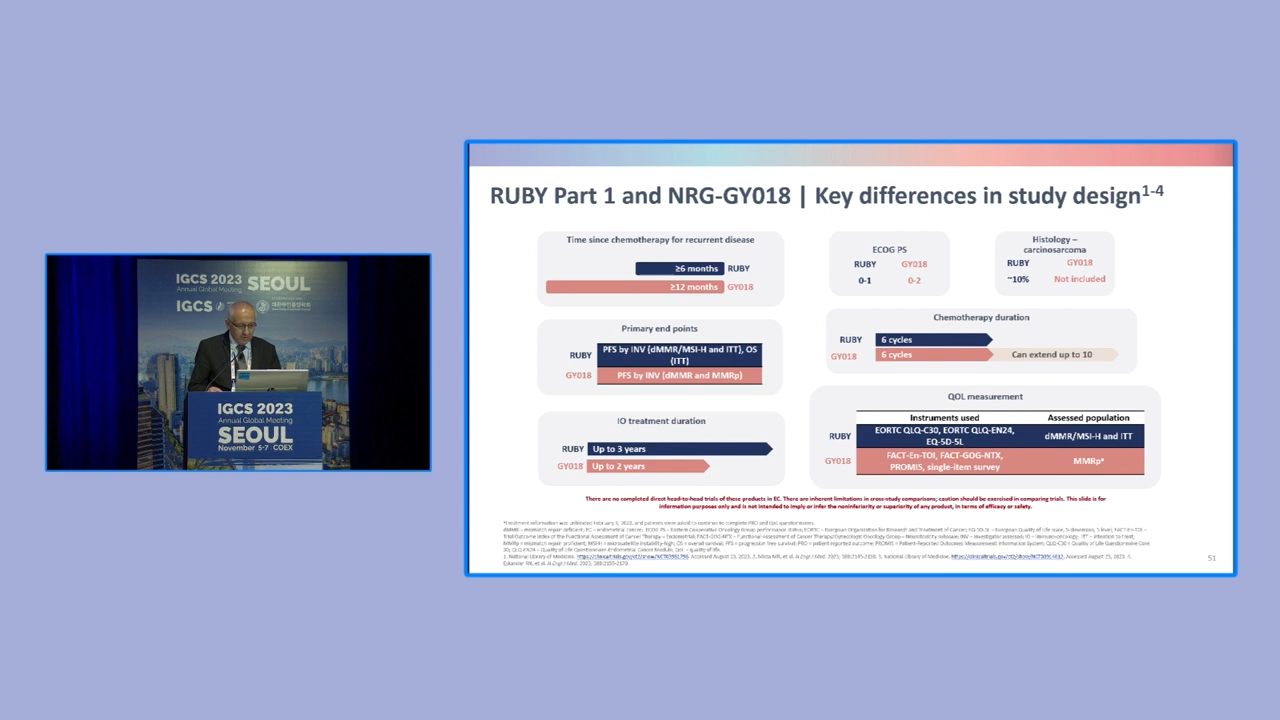 IGCS 2023
Annual Global Meeting
SEOUL
IGCS
IGCS 2023
Annual Global Meeting
SEOUL
November 5-7 | COEX
RUBY Part 1 and NRG-GY018 | Key differences in study design1-4
Time since chemotherapy for recurrent disease
≥6 months RUBY
≥12 months GY018
ECOG PS
RUBY GY018
0-1 0-2
Histology –
carcinosarcoma
RUBY GY018
~10% Not included
Primary end points
RUBY PFS by INV (dMMR/MSI-H and ITT), OS
(ITT)
GY018 PFS by INV (dMMR and MMRp)
Chemotherapy duration
RUBY 6 cycles
GY018 6 cycles Can extend up to 10
IO treatment duration
RUBY Up to 3 years
GY018 Up to 2 years
QOL measurement
Instruments used Assessed population
RUBY EORTC QLQ-C30, EORTC QLQ-EN24,
EQ-5D-5L dMMR/MSI-H and ITT
GY018 FACT-En-TOI, FACT-GOG-NTX,
PROMIS, single-item survey MMRp*
There are no completed direct head-to-head trials of these products in EC. There are inherent limitations in cross-study comparisons; caution should be exercised in comparing trials. This slide is for
information purposes only and is not intended to imply or infer the noninferiority or superiority of any product, in terms of efficacy or safety.
51